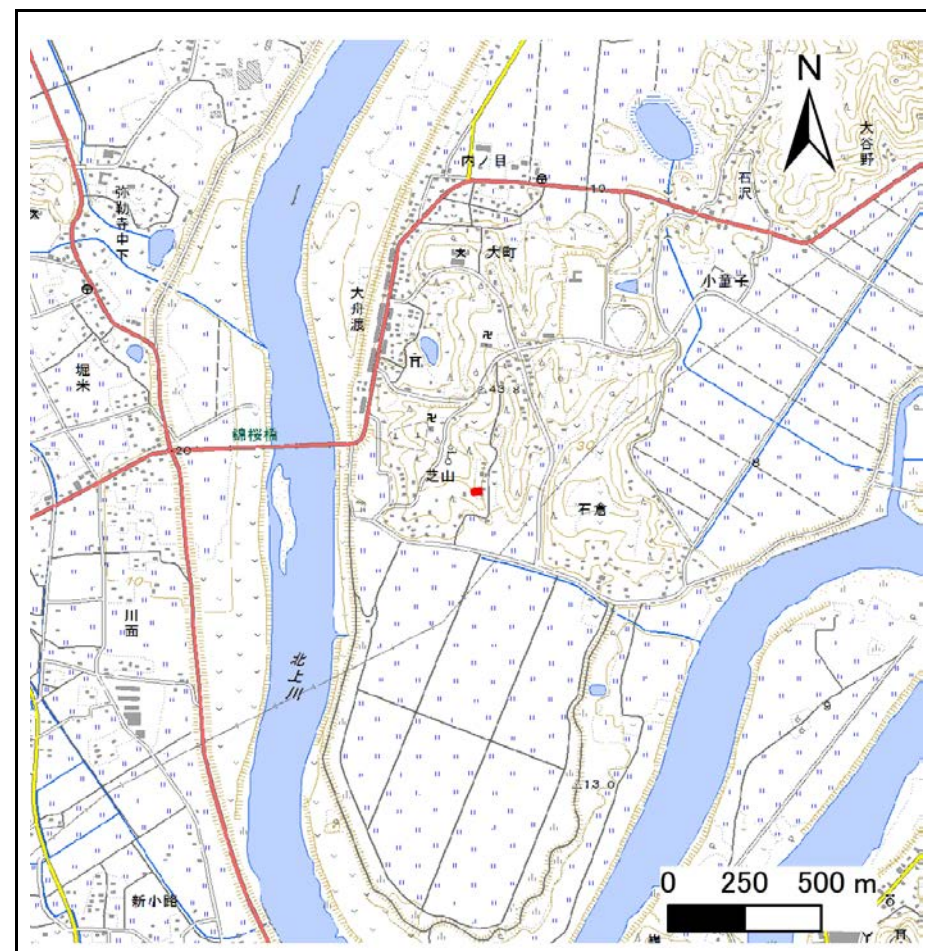 N
大谷野
内ノ目
石沢
10
弥勒寺中下
大町
小童子
大舟渡
堀米
43.8
錦桜橋
20
30
芝山
8
石倉
10
川面
北上川
13.0
0 250 500 m
新小路